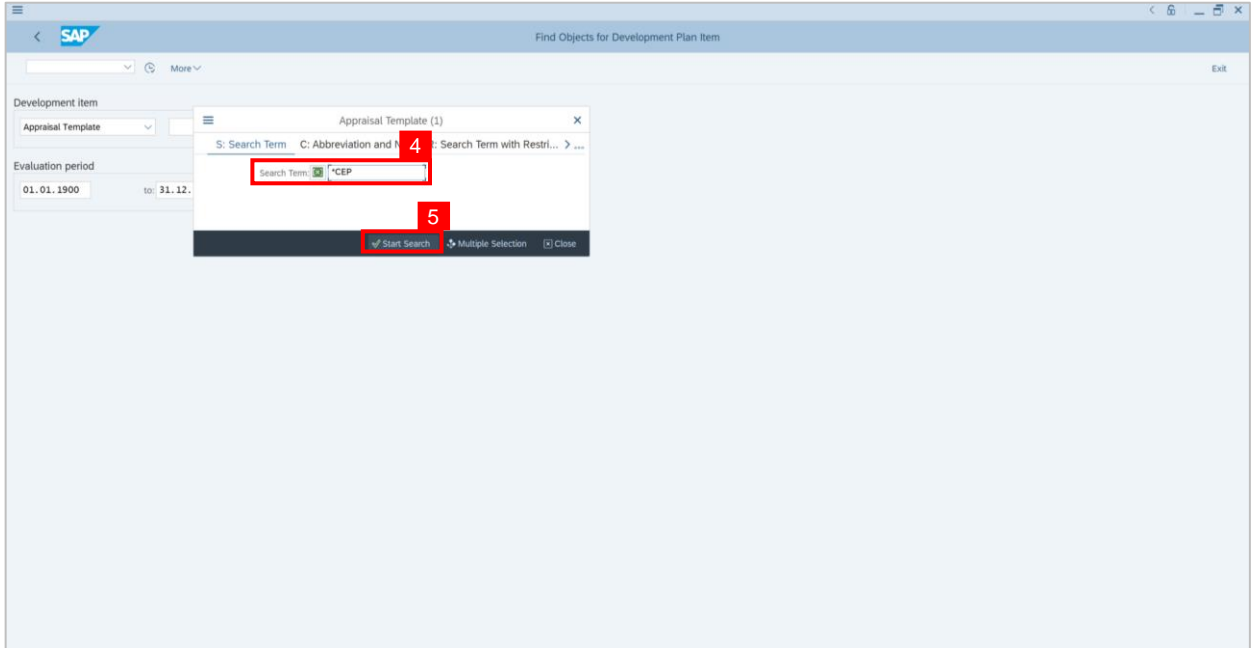 SAP
Find Objects for Development Plan Item
More
Exit
Development item
Appraisal Template
Evaluation period
01.01.1900 to: 31.12.
Appraisal Template (1)
S: Search Term C: Abbreviation and N : Search Term with Restri... > ...
4
Search Term: *CEP
5
Start Search Multiple Selection Close